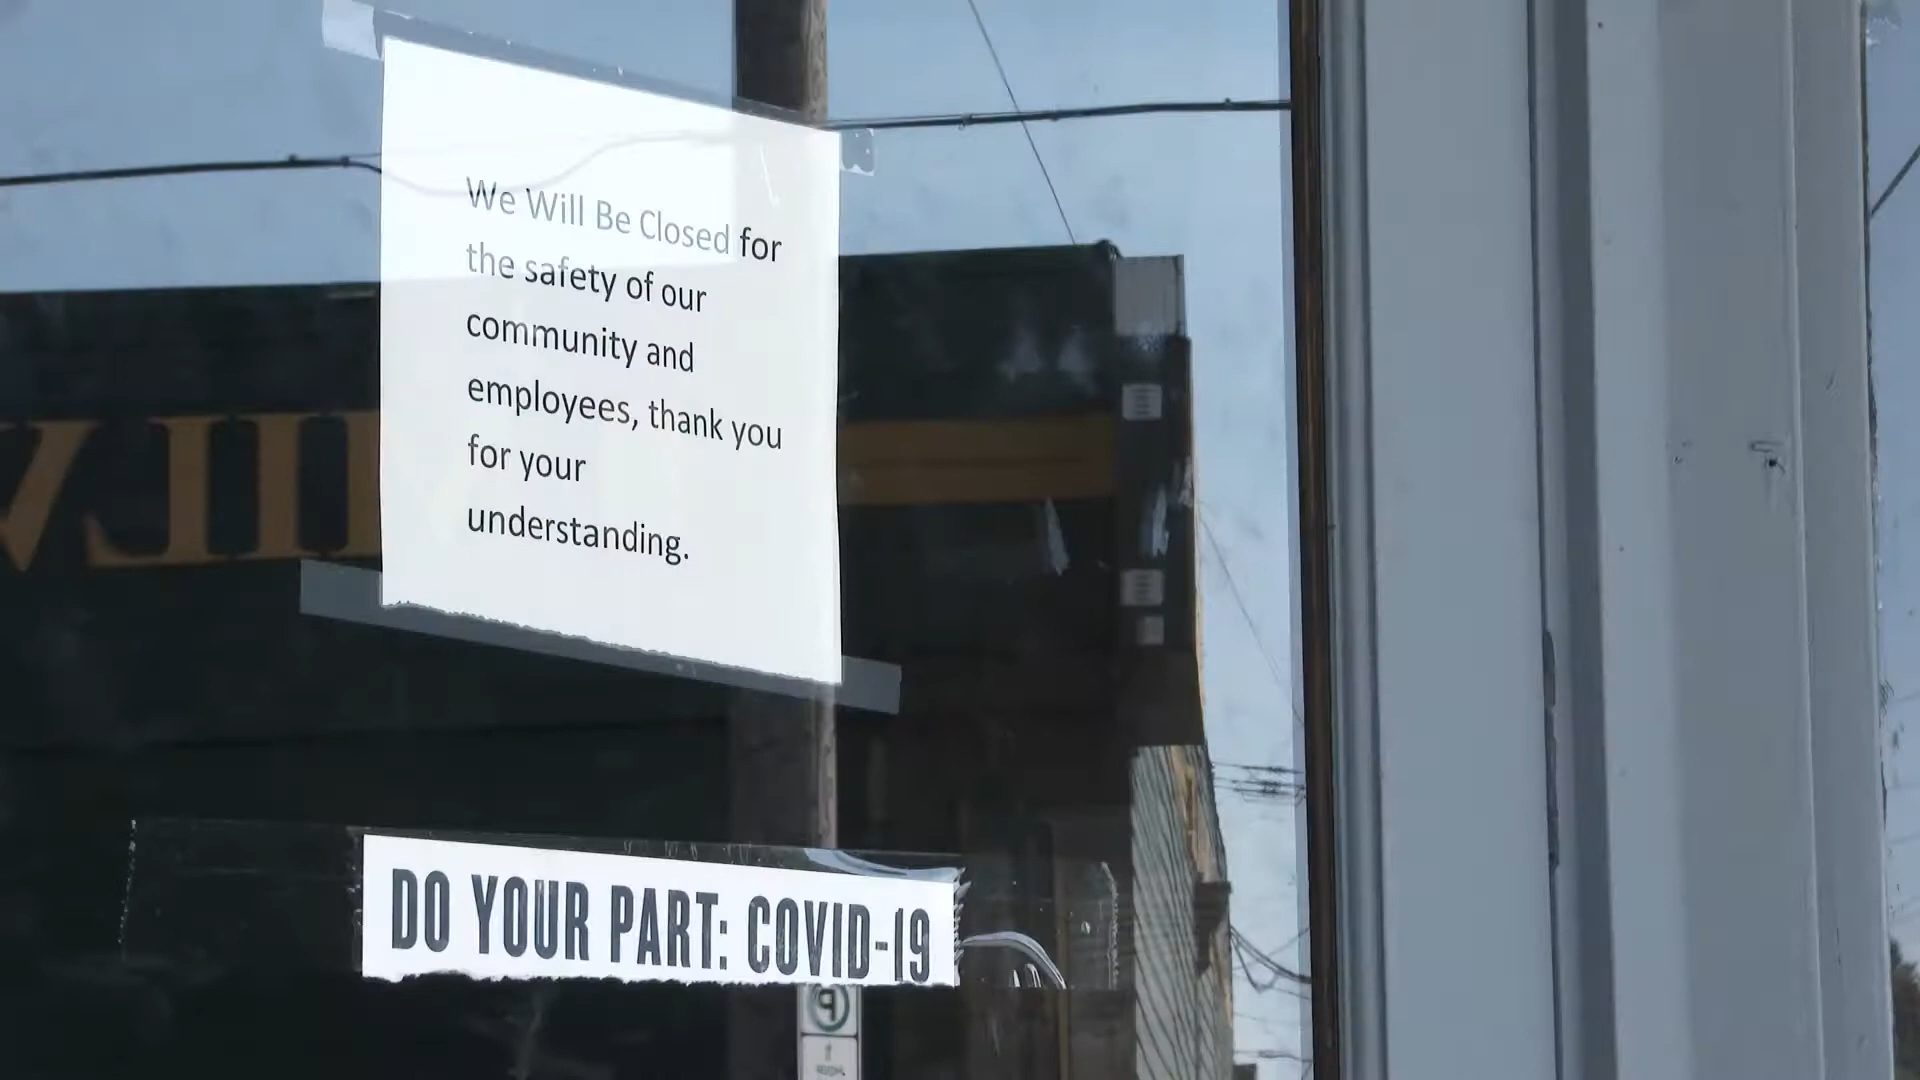 We Will Be Closed for
the safety of our
community and
employees, thank you
for your
understanding.
DO YOUR PART: COVID-19
P